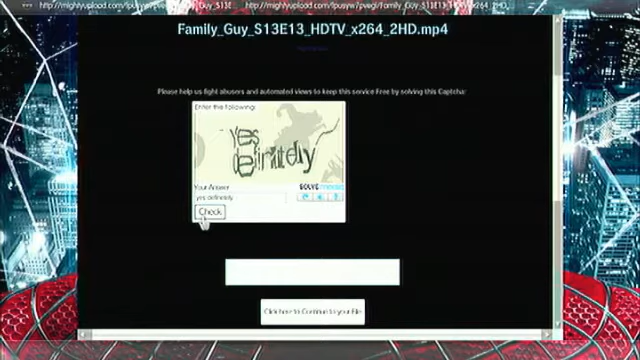 Family_Guy_S13E13_HDTV_x264_2HD.mp4
Please help us fight abusers and automated views to keep this service Free by solving this Captcha:
Enter the following:
Yes
definitely
Your Answer
SOLVE
yes definitely
Check
Click here to Continue to your File